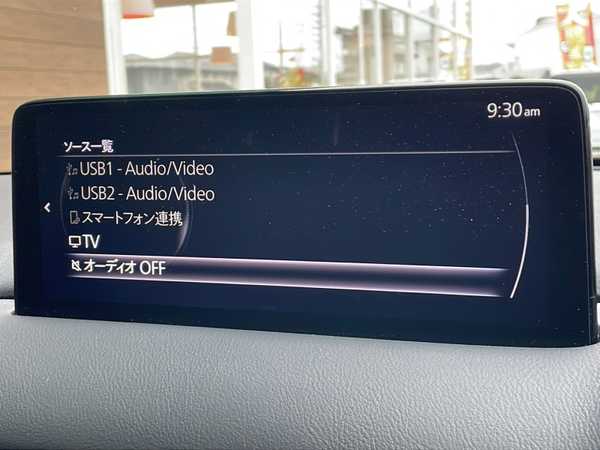 9:30am
ソース一覧
USB1 - Audio/Video
USB2 - Audio/Video
スマートフォン連携
TV
オーディオ OFF